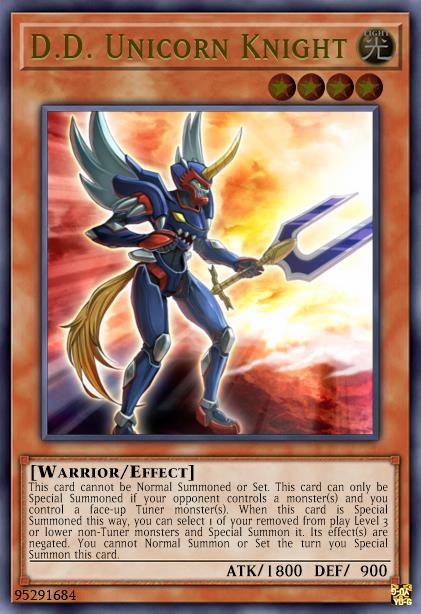 D.D. Unicorn Knight
LIGHT
光
[Warrior/Effect]
This card cannot be Normal Summoned or Set. This card can only be
Special Summoned if your opponent controls a monster(s) and you
control a face-up Tuner monster(s). When this card is Special
Summoned this way, you can select 1 of your removed from play Level 3
or lower non-Tuner monsters and Special Summon it. Its effect(s) are
negated. You cannot Normal Summon or Set the turn you Special
Summon this card.
ATK/1800 DEF/ 900
95291684